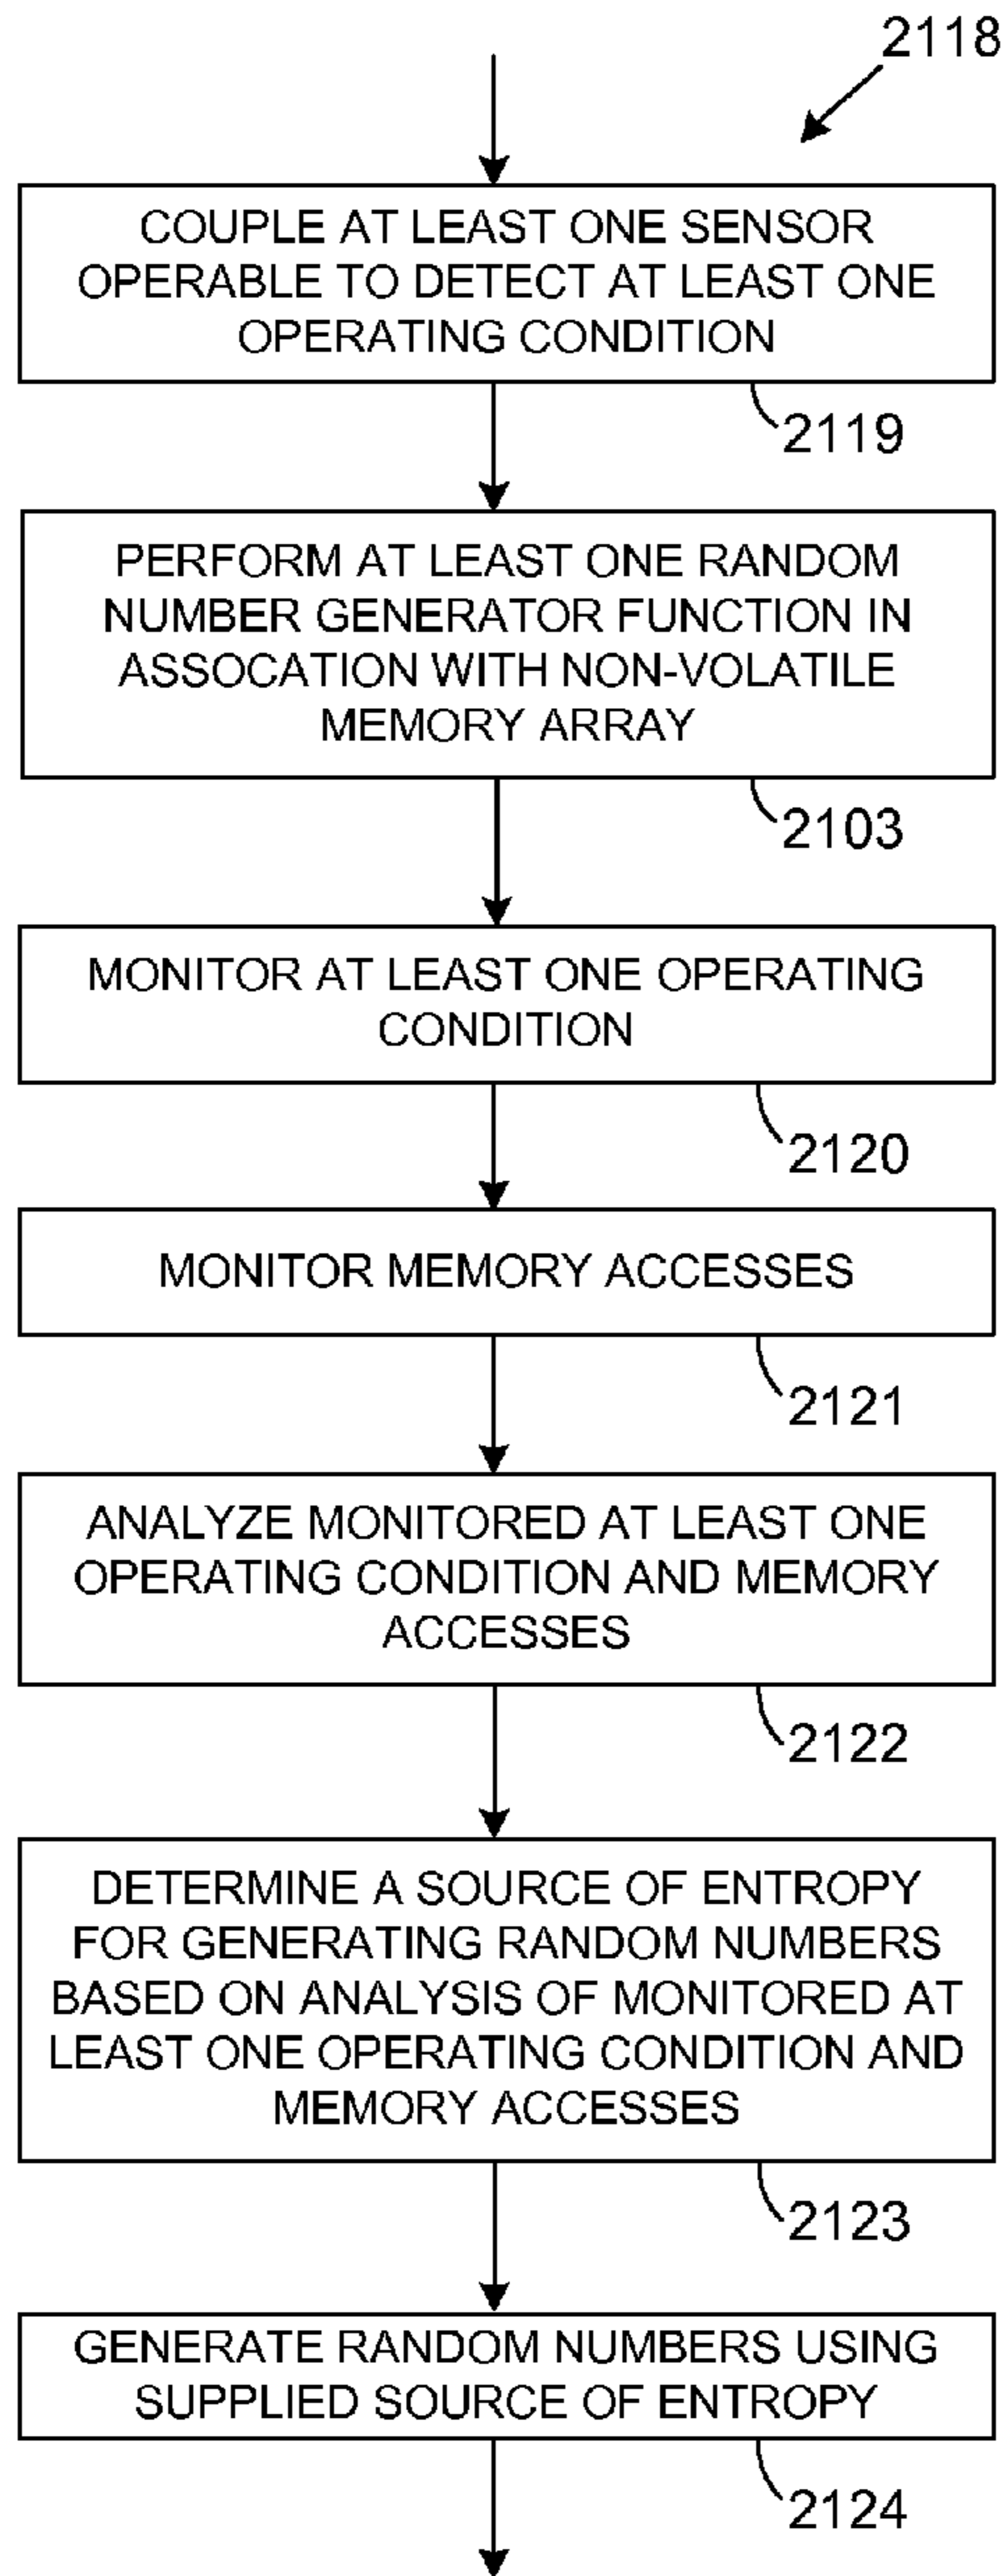 2118
COUPLE AT LEAST ONE SENSOR
OPERABLE TO DETECT AT LEAST ONE
OPERATING CONDITION
2119
PERFORM AT LEAST ONE RANDOM
NUMBER GENERATOR FUNCTION IN
ASSOCATION WITH NON-VOLATILE
MEMORY ARRAY
2103
MONITOR AT LEAST ONE OPERATING
CONDITION
2120
MONITOR MEMORY ACCESSES
2121
ANALYZE MONITORED AT LEAST ONE
OPERATING CONDITION AND MEMORY
ACCESSES
2122
DETERMINE A SOURCE OF ENTROPY
FOR GENERATING RANDOM NUMBERS
BASED ON ANALYSIS OF MONITORED AT
LEAST ONE OPERATING CONDITION AND
MEMORY ACCESSES
2123
GENERATE RANDOM NUMBERS USING
SUPPLIED SOURCE OF ENTROPY
2124